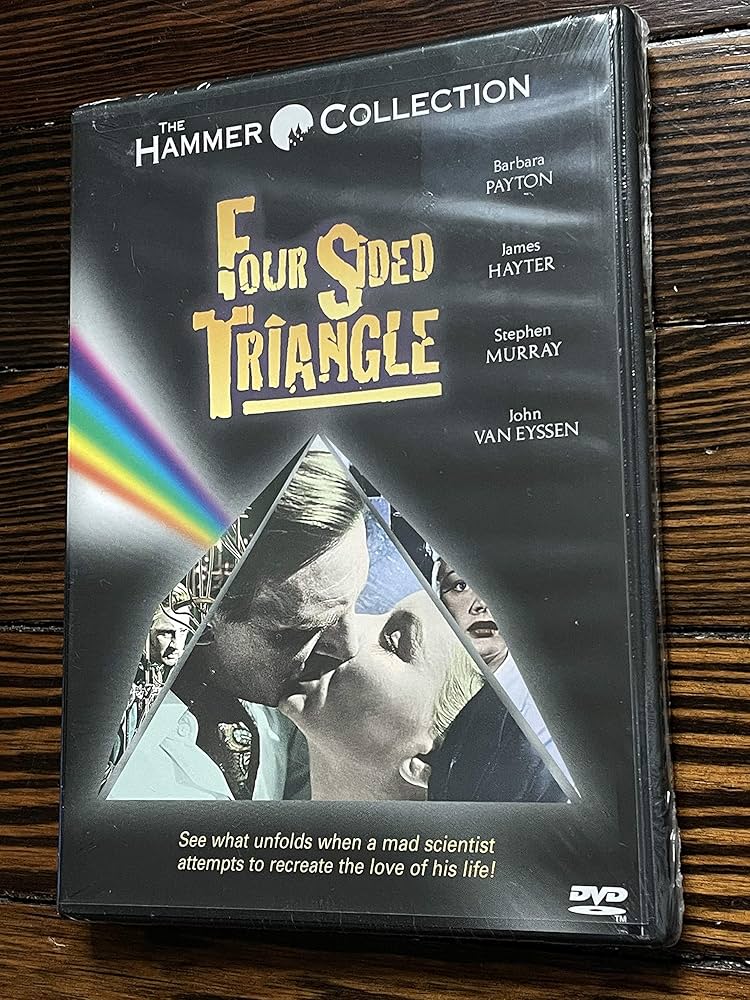 THE HAMMER COLLECTION
Barbara
PAYTON
FOUR SIDED
TRIANGLE
James
HAYTER
Stephen
MURRAY
John
VAN EYSSEN
See what unfolds when a mad scientist
attempts to recreate the love of his life!
DVD
TM